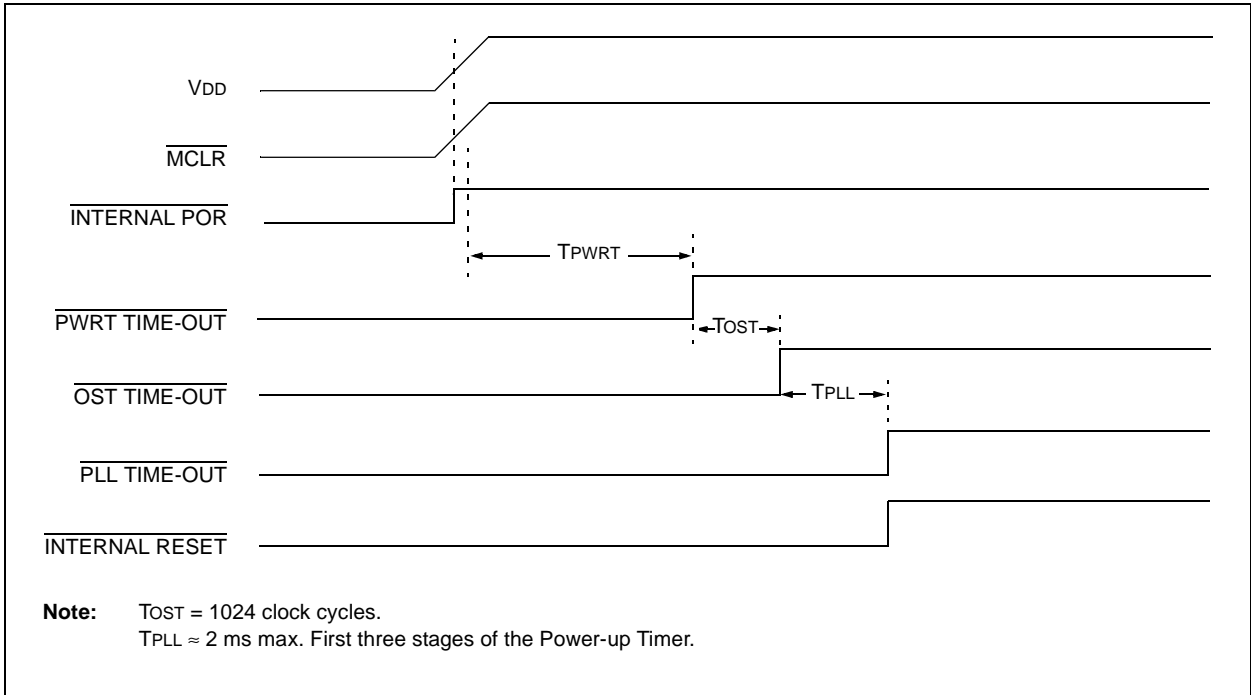 VDD
MCLR
INTERNAL POR
TPWRT
PWRT TIME-OUT
TOST
OST TIME-OUT
TPLL
PLL TIME-OUT
INTERNAL RESET
Note: TOST = 1024 clock cycles.
TPLL ≈ 2 ms max. First three stages of the Power-up Timer.